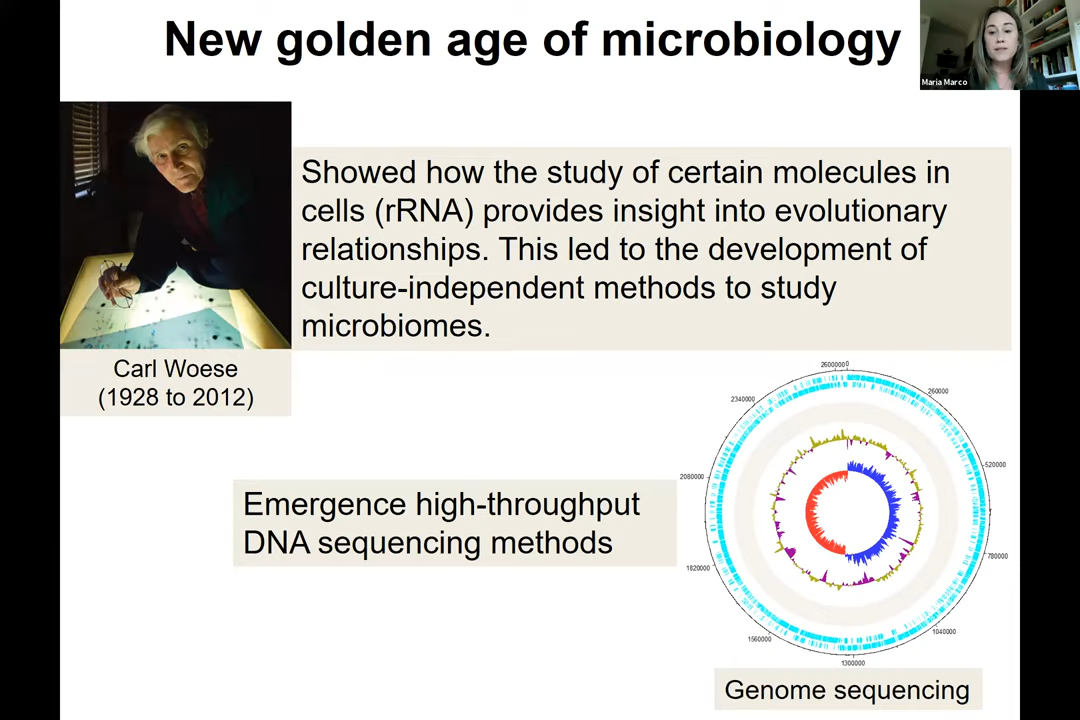 New golden age of microbiology
Maria Marco
Showed how the study of certain molecules in
cells (rRNA) provides insight into evolutionary
relationships. This led to the development of
culture-independent methods to study
microbiomes.
Carl Woese
(1928 to 2012)
Emergence high-throughput
DNA sequencing methods
2600000
0
260000
520000
780000
1040000
1300000
1560000
1820000
2080000
2340000
Genome sequencing